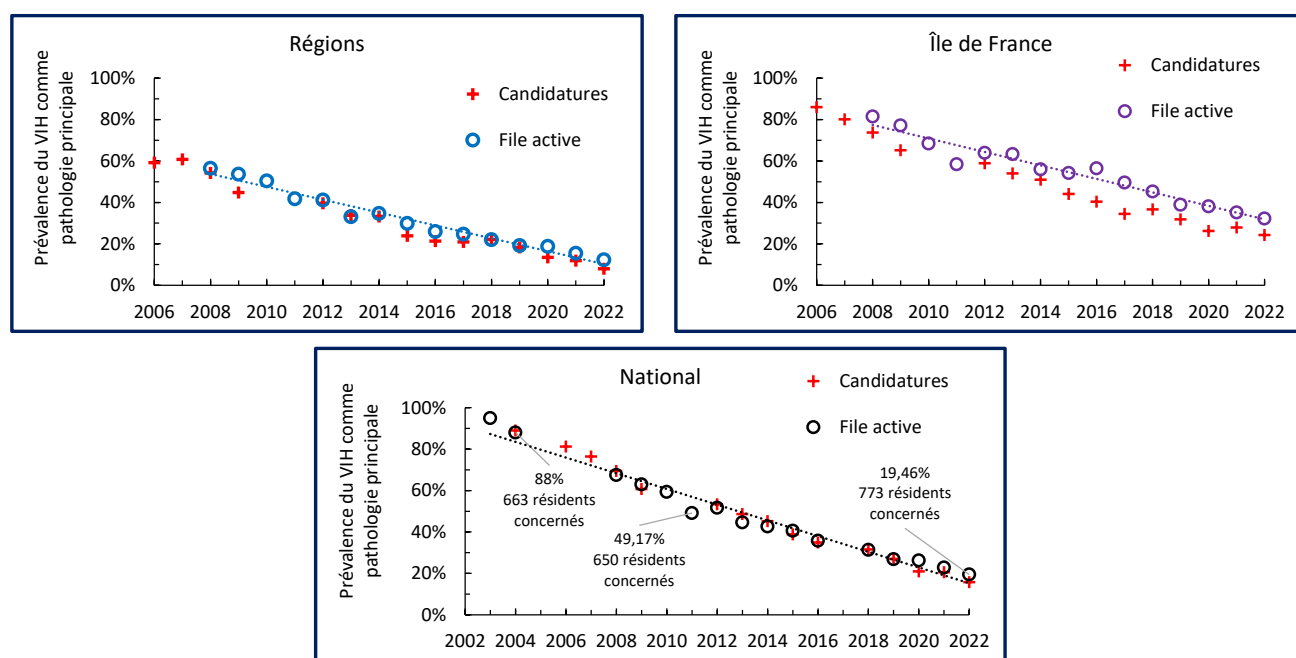 Régions
Prévalence du VIH comme
pathologie principale
100%
80%
60%
40%
20%
0%
Candidatures
File active
2006 2008 2010 2012 2014 2016 2018 2020 2022
Île de France
Prévalence du VIH comme
pathologie principale
100%
80%
60%
40%
20%
0%
Candidatures
File active
2006 2008 2010 2012 2014 2016 2018 2020 2022
National
Prévalence du VIH comme
pathologie principale
100%
80%
60%
40%
20%
0%
Candidatures
File active
88%
663 résidents
concernés
49,17%
650 résidents
concernés
19,46%
773 résidents
concernés
2002 2004 2006 2008 2010 2012 2014 2016 2018 2020 2022